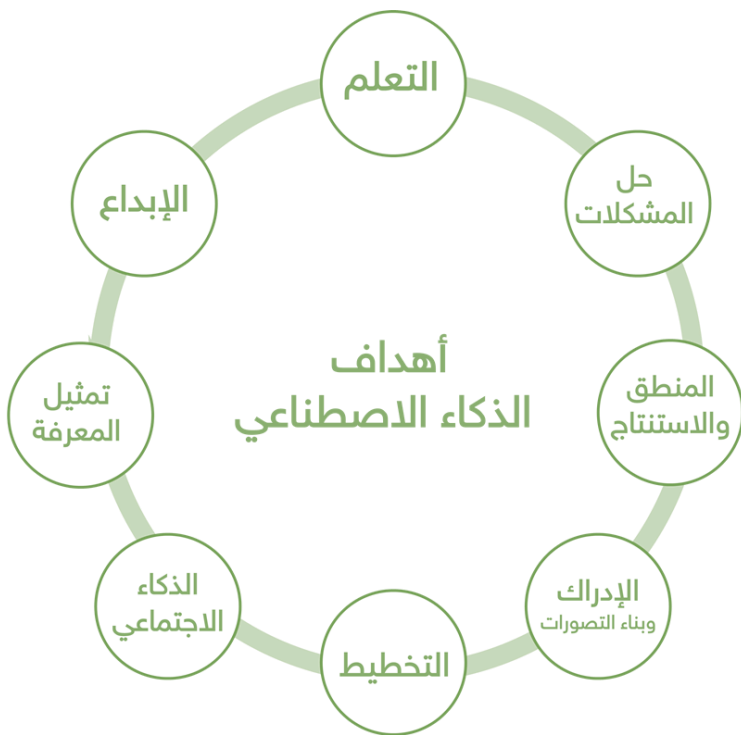 أهداف
الذكاء الاصطناعي
التعلم
حل
المشكلات
المنطق
والاستنتاج
الإدراك
وبناء التصورات
التخطيط
الذكاء
الاجتماعي
تمثيل
المعرفة
الإبداع